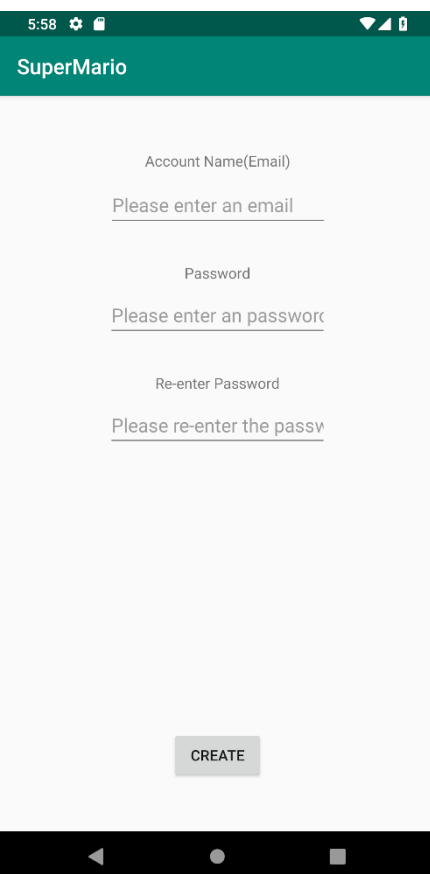 5:58
SuperMario
Account Name(Email)
Please enter an email
Password
Please enter an password
Re-enter Password
Please re-enter the passw
CREATE